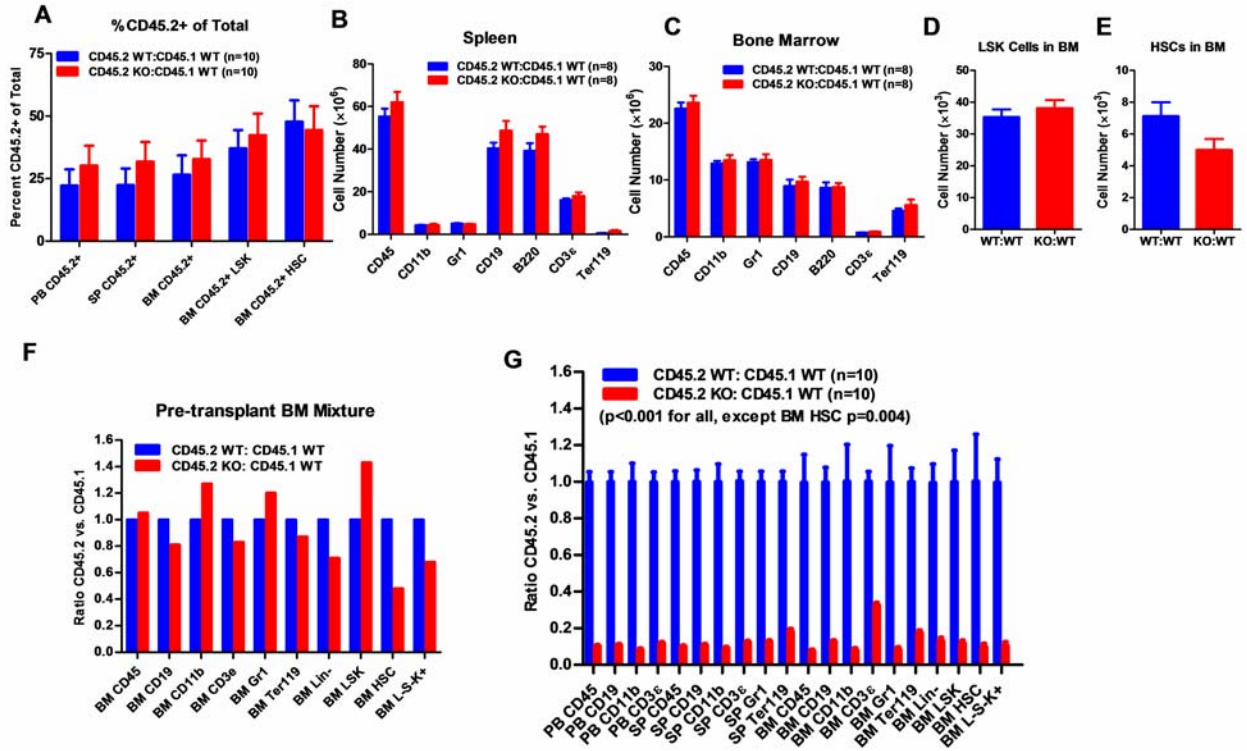 A
%CD45.2+ of Total
CD45.2 WT:CD45.1 WT (n=10)
CD45.2 KO:CD45.1 WT (n=10)
Percent CD45.2+ of Total
75
50
25
0
PB CD45.2+
SP CD45.2+
BM CD45.2+
BM CD45.2+ LSK
BM CD45.2+ HSC
B
Spleen
CD45.2 WT:CD45.1 WT (n=8)
CD45.2 KO:CD45.1 WT (n=8)
Cell Number (×10⁶)
80
60
40
20
0
CD45
CD11b
Gr1
CD19
B220
CD3ε
Ter119
C
Bone Marrow
CD45.2 WT:CD45.1 WT (n=8)
CD45.2 KO:CD45.1 WT (n=8)
Cell Number (×10⁶)
30
20
10
0
CD45
CD11b
Gr1
CD19
B220
CD3ε
Ter119
D
LSK Cells in BM
Cell Number (×10³)
50
40
30
20
10
0
WT:WT
KO:WT
E
HSCs in BM
Cell Number (×10³)
10
8
6
4
2
0
WT:WT
KO:WT
F
Pre-transplant BM Mixture
CD45.2 WT: CD45.1 WT
CD45.2 KO: CD45.1 WT
Ratio CD45.2 vs. CD45.1
1.6
1.4
1.2
1.0
0.8
0.6
0.4
0.2
0.0
BM CD45
BM CD19
BM CD11b
BM CD3e
BM Gr1
BM Ter119
BM Lin-
BM LSK
BM HSC
BM L-S-K+
G
CD45.2 WT: CD45.1 WT (n=10)
CD45.2 KO: CD45.1 WT (n=10)
(p<0.001 for all, except BM HSC p=0.004)
Ratio CD45.2 vs. CD45.1
1.6
1.4
1.2
1.0
0.8
0.6
0.4
0.2
0.0
PB CD45
PB CD19
PB CD11b
PB CD3ε
SP CD45
SP CD19
SP CD11b
SP CD3ε
SP Gr1
SP Ter119
BM CD45
BM CD19
BM CD11b
BM CD3ε
BM Gr1
BM Ter119
BM Lin-
BM LSK
BM HSC
BM L-S-K+